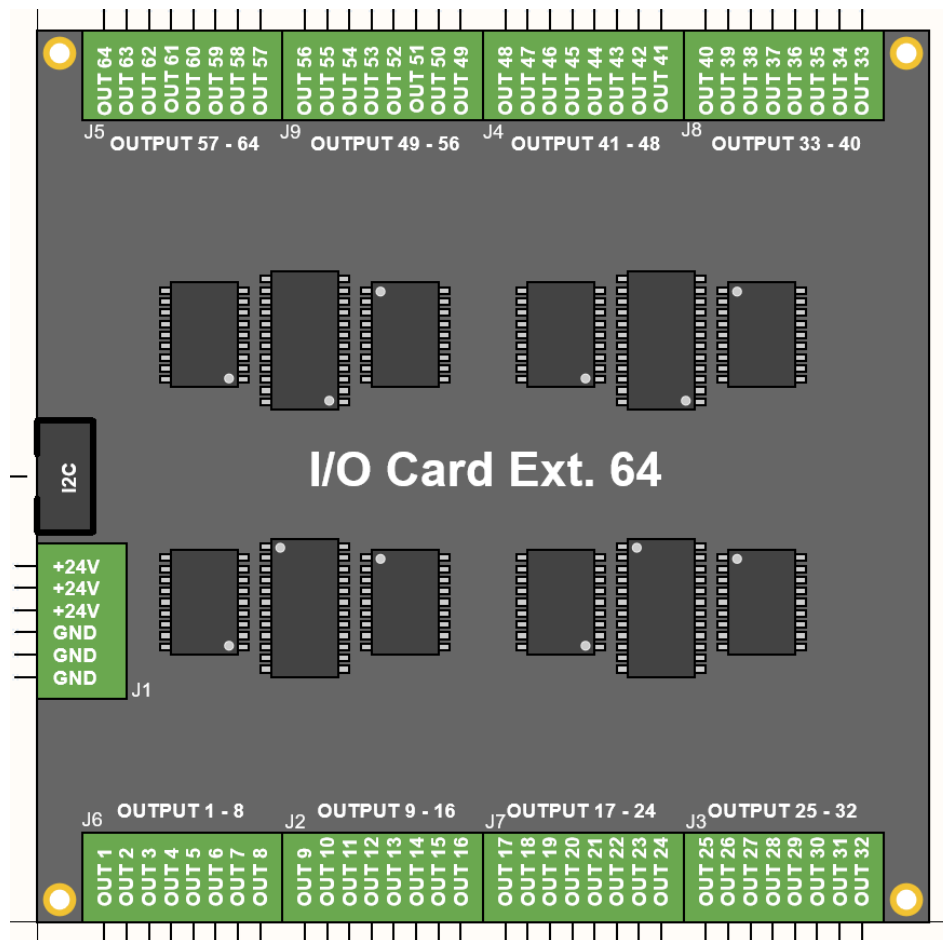 OUT 64 OUT 63 OUT 62 OUT 61 OUT 60 OUT 59 OUT 58 OUT 57 OUT 56 OUT 55 OUT 54 OUT 53 OUT 52 OUT 51 OUT 50 OUT 49 OUT 48 OUT 47 OUT 46 OUT 45 OUT 44 OUT 43 OUT 42 OUT 41 OUT 40 OUT 39 OUT 38 OUT 37 OUT 36 OUT 35 OUT 34 OUT 33
J5 J9 J4 J8
OUTPUT 57 - 64 OUTPUT 49 - 56 OUTPUT 41 - 48 OUTPUT 33 - 40
I2C
I/O Card Ext. 64
+24V
+24V
+24V
GND
GND
GND
J1
OUTPUT 1 - 8 OUTPUT 9 - 16 OUTPUT 17 - 24 OUTPUT 25 - 32
J6 J2 J7 J3
OUT 1 OUT 2 OUT 3 OUT 4 OUT 5 OUT 6 OUT 7 OUT 8 OUT 9 OUT 10 OUT 11 OUT 12 OUT 13 OUT 14 OUT 15 OUT 16 OUT 17 OUT 18 OUT 19 OUT 20 OUT 21 OUT 22 OUT 23 OUT 24 OUT 25 OUT 26 OUT 27 OUT 28 OUT 29 OUT 30 OUT 31 OUT 32